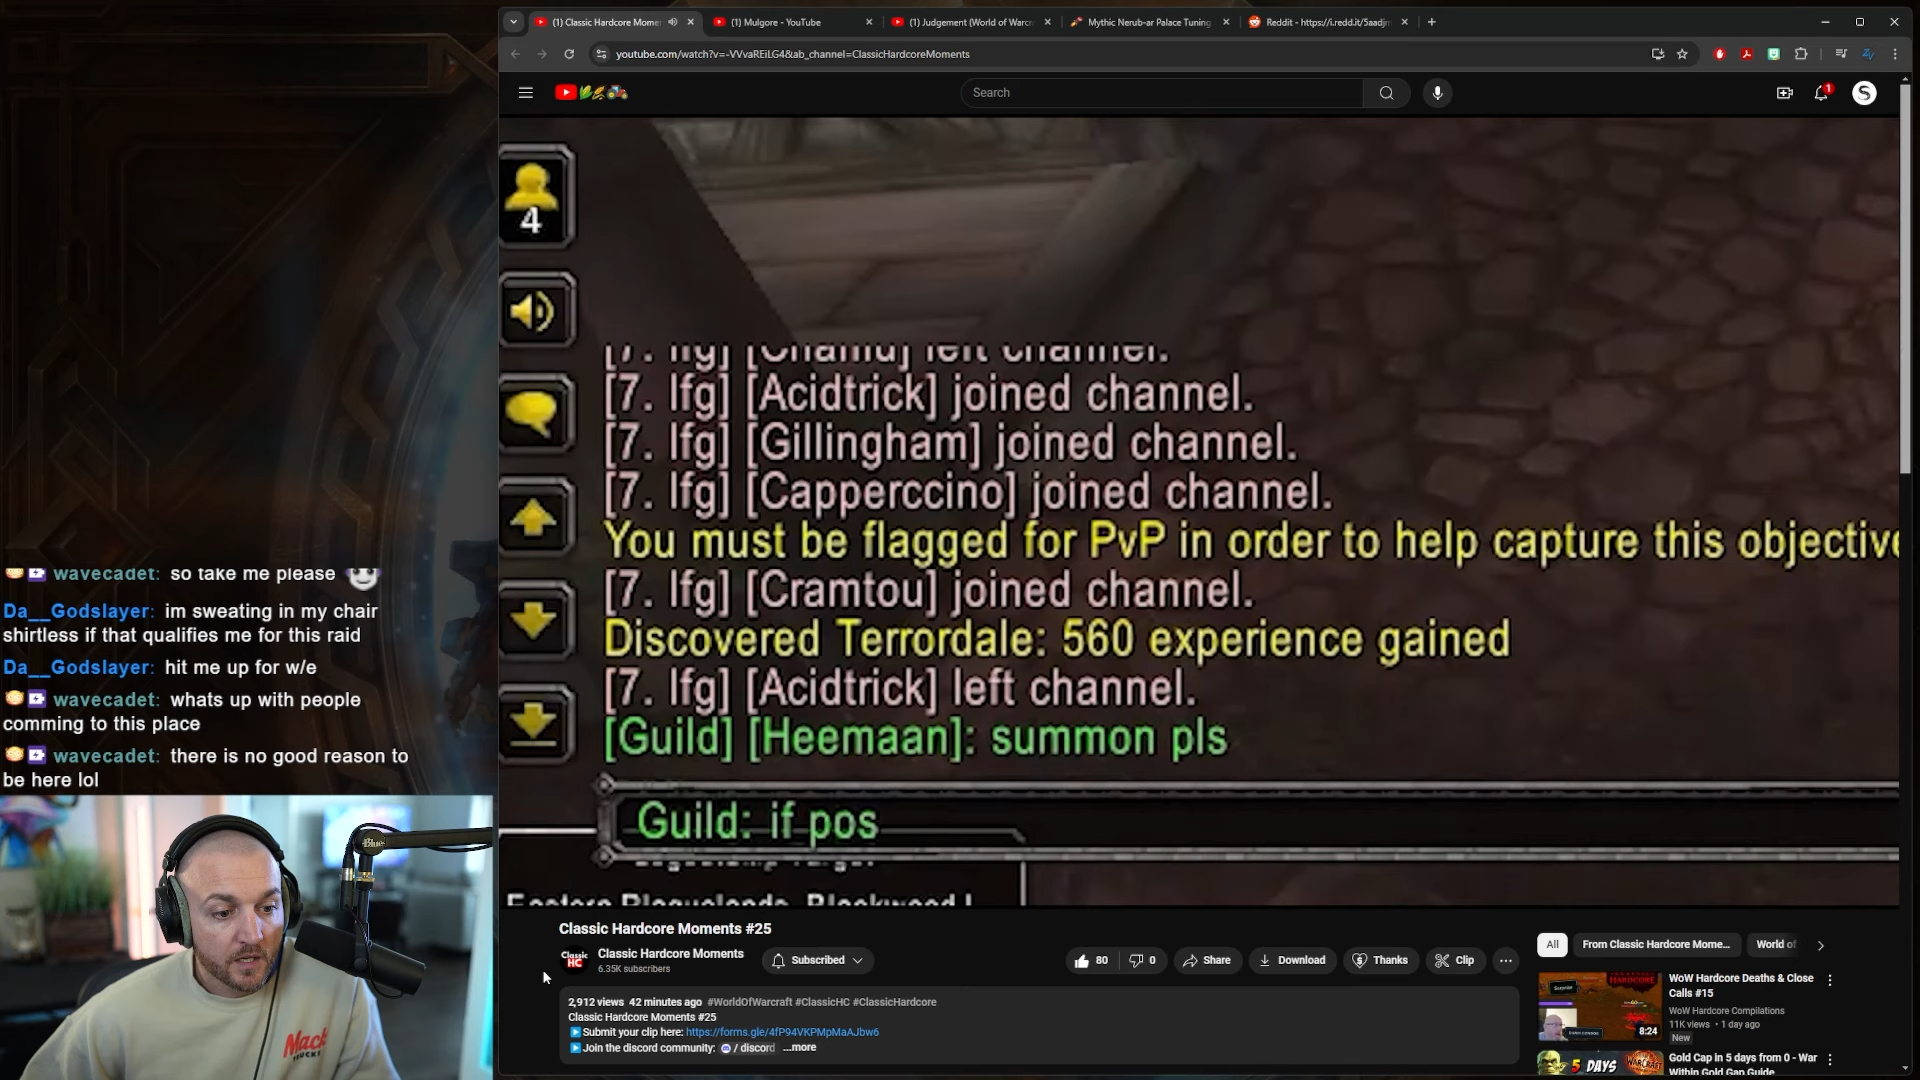 (1) Classic Hardcore Mome
(1) Mulgore - YouTube
(1) Judgement (World of Warcr
Mythic Nerub-ar Palace Tuning
Reddit - https://i.redd.it/5aadjm
youtube.com/watch?v=-VVvaREiLG4&ab_channel=ClassicHardcoreMoments
Search
1
S
4
left channel.
[7. lfg] [Acidtrick] joined channel.
[7. lfg] [Gillingham] joined channel.
[7. lfg] [Capperccino] joined channel.
You must be flagged for PvP in order to help capture this objective
[7. lfg] [Cramtou] joined channel.
Discovered Terrordale: 560 experience gained
[7. lfg] [Acidtrick] left channel.
[Guild] [Heemaan]: summon pls
Guild: if pos
wavecadet: so take me please
Da__Godslayer: im sweating in my chair
shirtless if that qualifies me for this raid
Da__Godslayer: hit me up for w/e
wavecadet: whats up with people
comming to this place
wavecadet: there is no good reason to
be here lol
Blue
Mack
Classic Hardcore Moments #25
Classic HC
Classic Hardcore Moments
6.35K subscribers
Subscribed
80
0
Share
Download
Thanks
Clip
2,912 views 42 minutes ago #WorldOfWarcraft #ClassicHC #ClassicHardcore
Classic Hardcore Moments #25
Submit your clip here: https://forms.gle/4fP94VKPMpMaAJbw6
Join the discord community: / discord ...more
All
From Classic Hardcore Mome...
World of
HARDCORE
8:24
WoW Hardcore Deaths & Close
Calls #15
WoW Hardcore Compilations
11K views • 1 day ago
New
5 DAYS
Gold Cap in 5 days from 0 - War
Within Gold Gap Guide